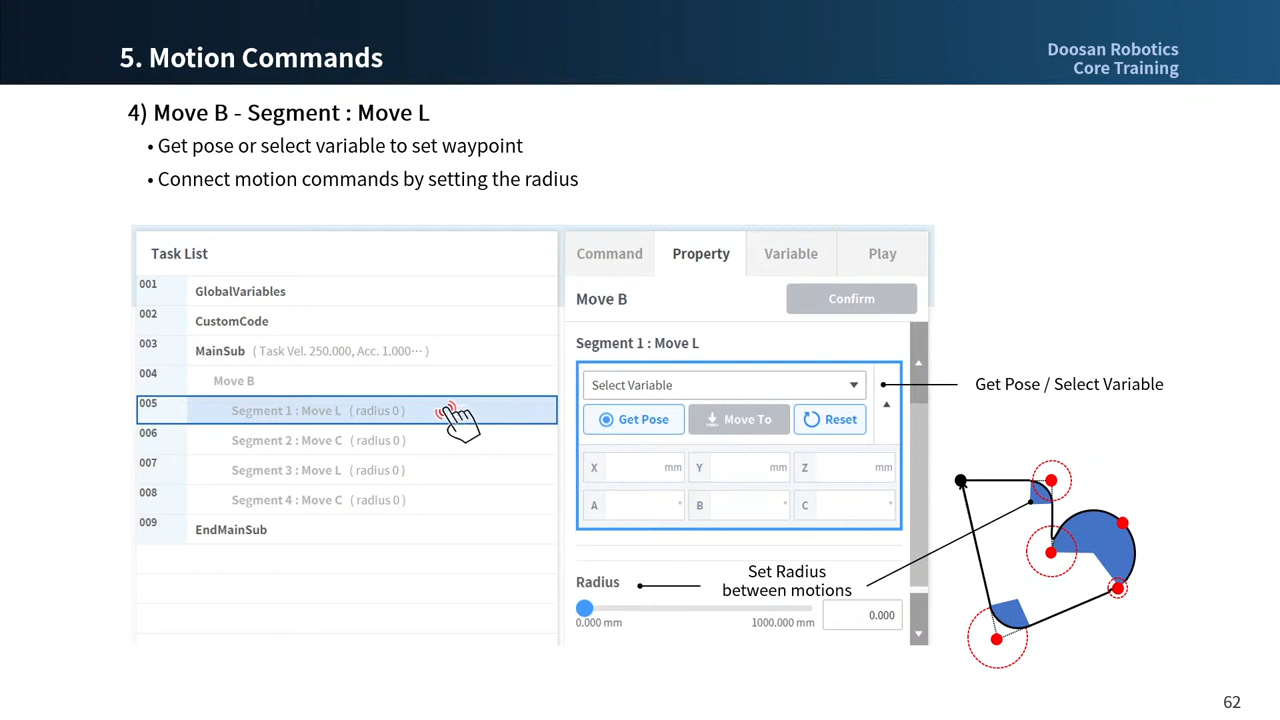 5. Motion Commands
Doosan Robotics
Core Training
4) Move B - Segment : Move L
• Get pose or select variable to set waypoint
• Connect motion commands by setting the radius
Task List
001
GlobalVariables
002
CustomCode
003
MainSub ( Task Vel. 250.000, Acc. 1.000⋯ )
004
Move B
005
Segment 1 : Move L ( radius 0 )
006
Segment 2 : Move C ( radius 0 )
007
Segment 3 : Move L ( radius 0 )
008
Segment 4 : Move C ( radius 0 )
009
EndMainSub
Command Property Variable Play
Move B Confirm
Segment 1 : Move L
Select Variable
Get Pose Move To Reset
X mm Y mm Z mm
A ° B ° C °
Get Pose / Select Variable
Radius
0.000 mm 1000.000 mm 0.000
Set Radius
between motions
62